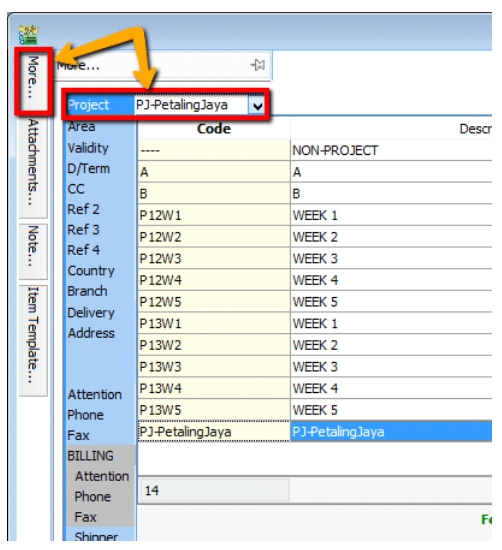 More...
Attachments...
Note...
Item Template...
More...
Project PJ-PetalingJaya
Code Descr
Area
Validity
D/Term
CC
Ref 2
Ref 3
Ref 4
Country
Branch
Delivery
Address
Attention
Phone
Fax
BILLING
Attention
Phone
Fax
Shipper
---- NON-PROJECT
A A
B B
P12W1 WEEK 1
P12W2 WEEK 2
P12W3 WEEK 3
P12W4 WEEK 4
P12W5 WEEK 5
P13W1 WEEK 1
P13W2 WEEK 2
P13W3 WEEK 3
P13W4 WEEK 4
P13W5 WEEK 5
PJ-PetalingJaya PJ-PetalingJaya
14
Fe